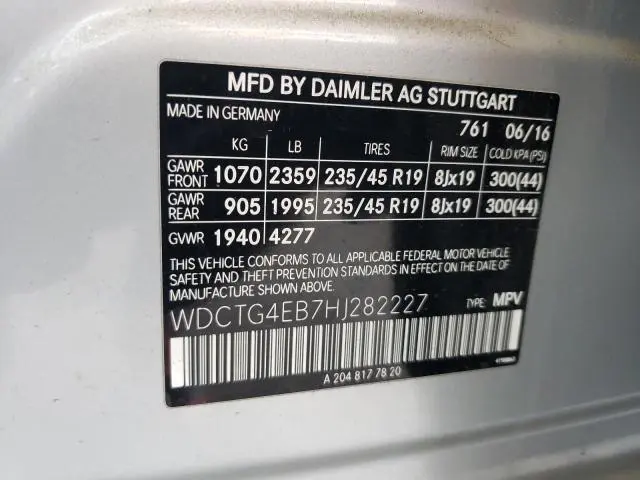 MFD BY DAIMLER AG STUTTGART
MADE IN GERMANY 761 06/16
KG LB TIRES RIM SIZE COLD KPA(PSI)
GAWR FRONT 1070 2359 235/45 R19 8Jx19 300(44)
GAWR REAR 905 1995 235/45 R19 8Jx19 300(44)
GWR 1940 4277
THIS VEHICLE CONFORMS TO ALL APPLICABLE FEDERAL MOTOR VEHICLE
SAFETY AND THEFT PREVENTION STANDARDS IN EFFECT ON THE DATE OF
MANUFACTURE SHOWN ABOVE.
WDCTG4EB7HJ282227 TYPE: MPV
A 204 817 78 20